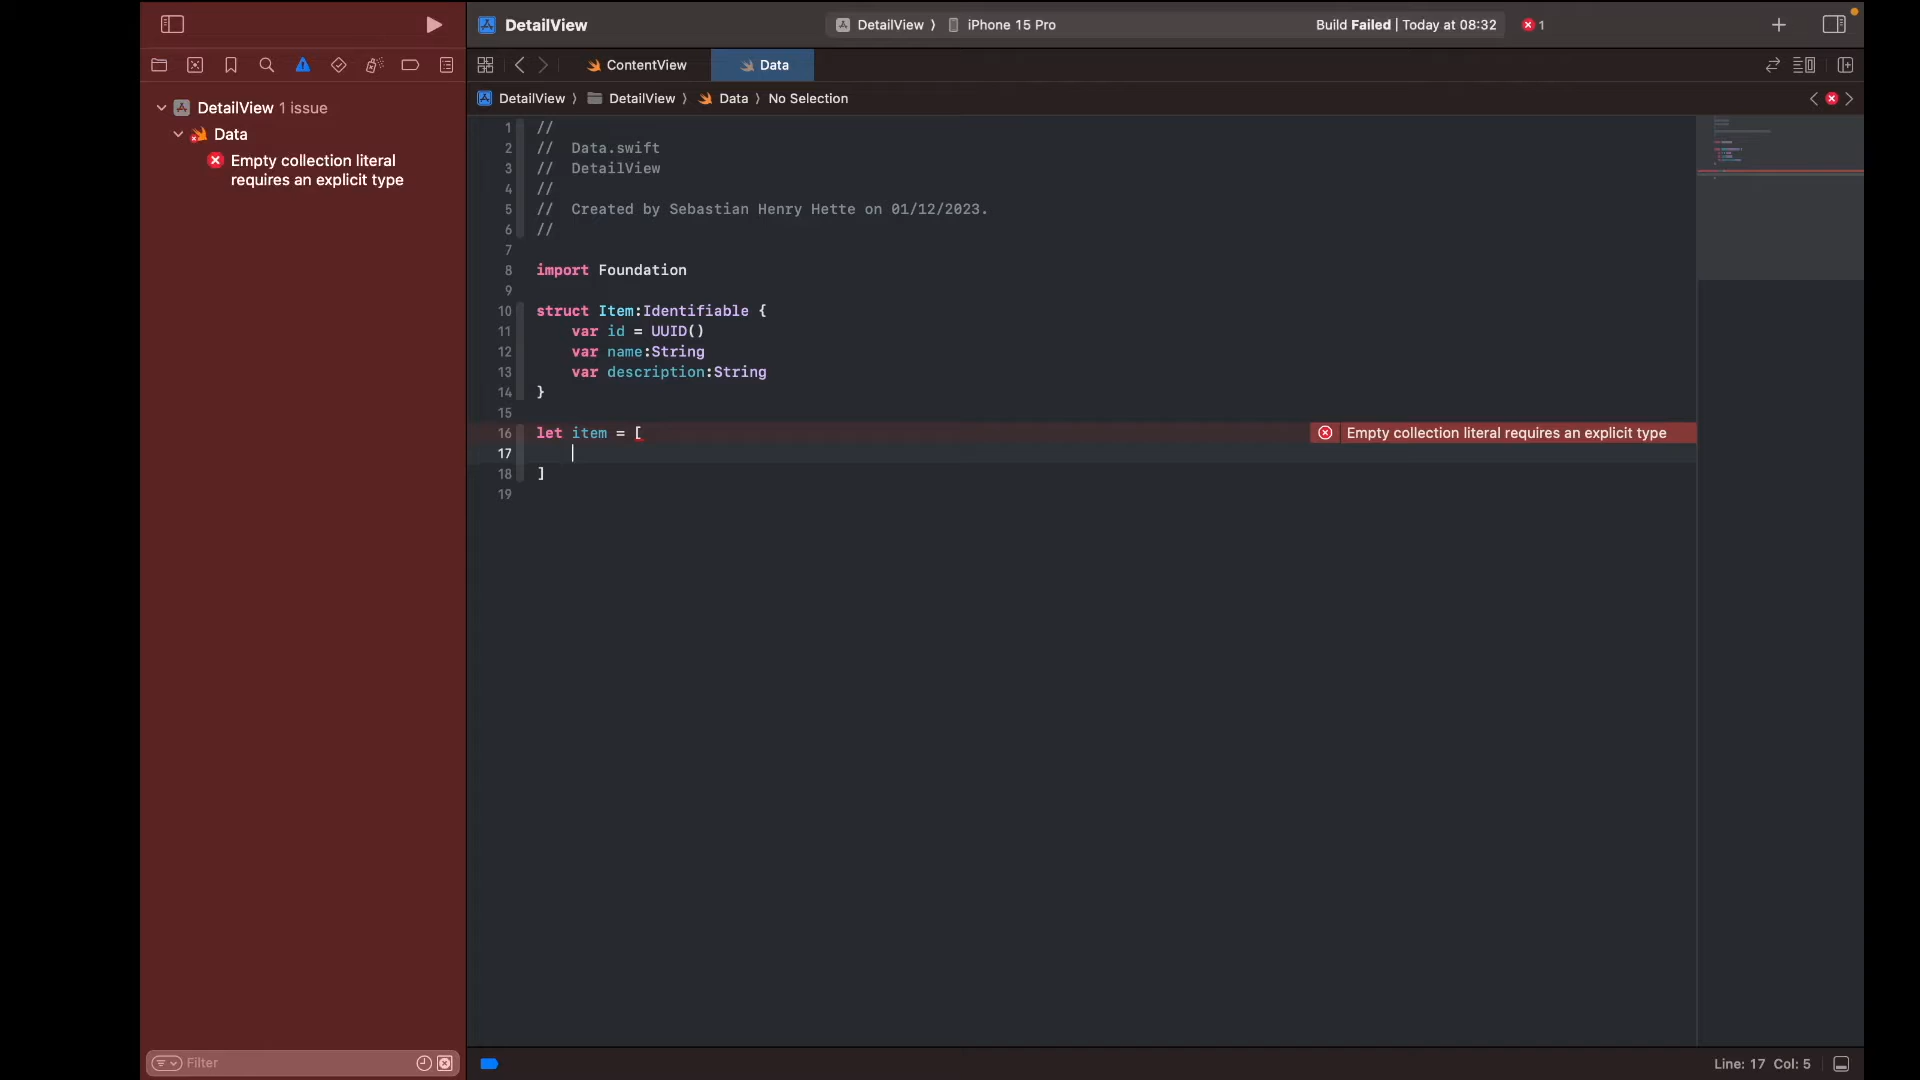 DetailView
DetailView ⟩ iPhone 15 Pro
Build Failed | Today at 08:32
1
ContentView
Data
DetailView ⟩ DetailView ⟩ Data ⟩ No Selection
DetailView 1 issue
Data
Empty collection literal
requires an explicit type
1 //
2 //  Data.swift
3 //  DetailView
4 //
5 //  Created by Sebastian Henry Hette on 01/12/2023.
6 //
7
8 import Foundation
9
10 struct Item:Identifiable {
11     var id = UUID()
12     var name:String
13     var description:String
14 }
15
16 let item = [
Empty collection literal requires an explicit type
17
18 ]
19
Filter
Line: 17 Col: 5